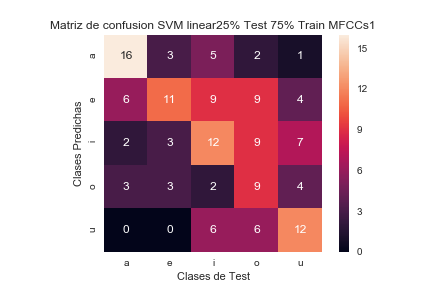 Matriz de confusion SVM linear25% Test 75% Train MFCCs1
a 16 3 5 2 1
e 6 11 9 9 4
i 2 3 12 9 7
o 3 3 2 9 4
u 0 0 6 6 12
a e i o u
Clases de Test
Clases Predichas
15
12
9
6
3
0